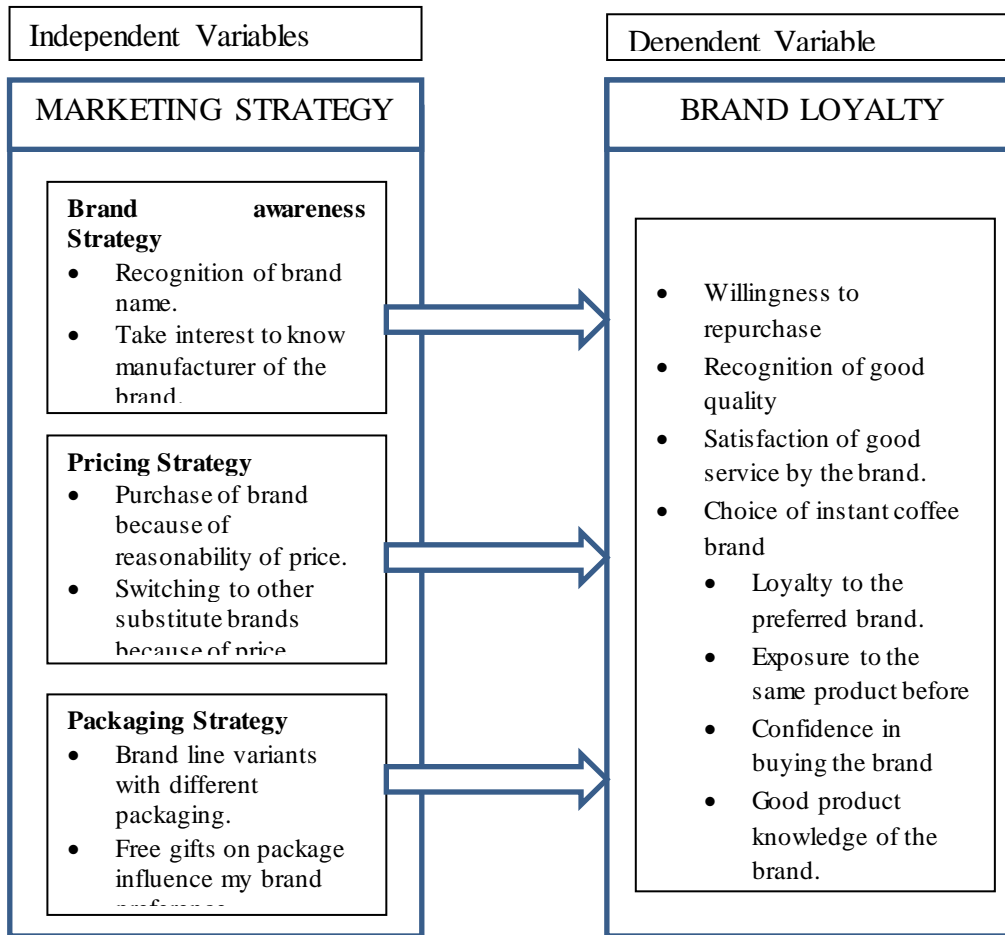 Independent Variables
MARKETING STRATEGY
Brand awareness
Strategy
• Recognition of brand
name.
• Take interest to know
manufacturer of the
brand.
Pricing Strategy
• Purchase of brand
because of
reasonability of price.
• Switching to other
substitute brands
because of price
Packaging Strategy
• Brand line variants
with different
packaging.
• Free gifts on package
influence my brand
Dependent Variable
BRAND LOYALTY
• Willingness to
repurchase
• Recognition of good
quality
• Satisfaction of good
service by the brand.
• Choice of instant coffee
brand
• Loyalty to the
preferred brand.
• Exposure to the
same product before
• Confidence in
buying the brand
• Good product
knowledge of the
brand.